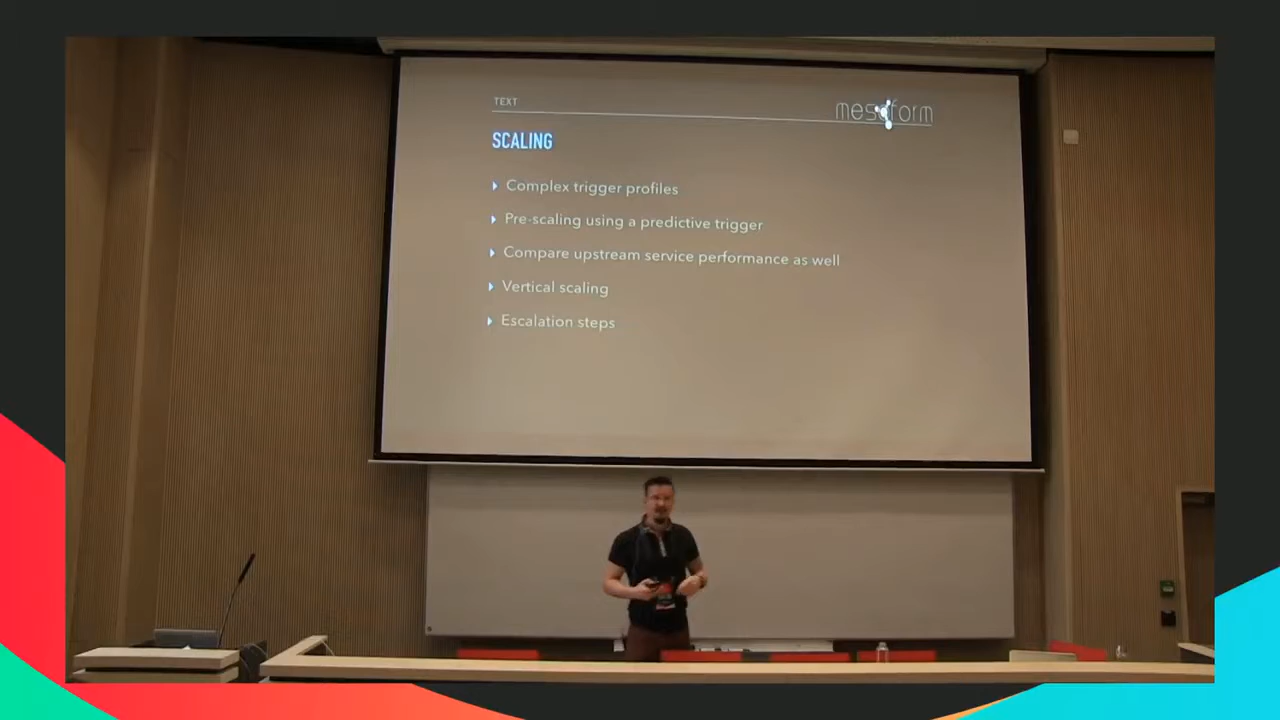 TEXT
mesoform
SCALING
Complex trigger profiles
Pre-scaling using a predictive trigger
Compare upstream service performance as well
Vertical scaling
Escalation steps